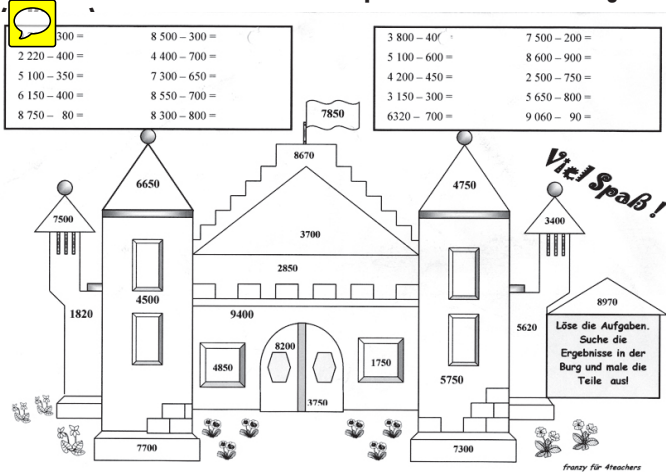 300 =
2 220 – 400 =
5 100 – 350 =
6 150 – 400 =
8 750 – 80 =
8 500 – 300 =
4 400 – 700 =
7 300 – 650 =
8 550 – 700 =
8 300 – 800 =
3 800 – 40
5 100 – 600 =
4 200 – 450 =
3 150 – 300 =
6320 – 700 =
7 500 – 200 =
8 600 – 900 =
2 500 – 750 =
5 650 – 800 =
9 060 – 90 =
7850
8670
6650
4750
Viel Spaß !
7500
3400
3700
2850
4500
1820
9400
8970
5620
8200
4850
1750
5750
3750
7700
7300
Löse die Aufgaben.
Suche die
Ergebnisse in der
Burg und male die
Teile aus!
franzy für 4teachers